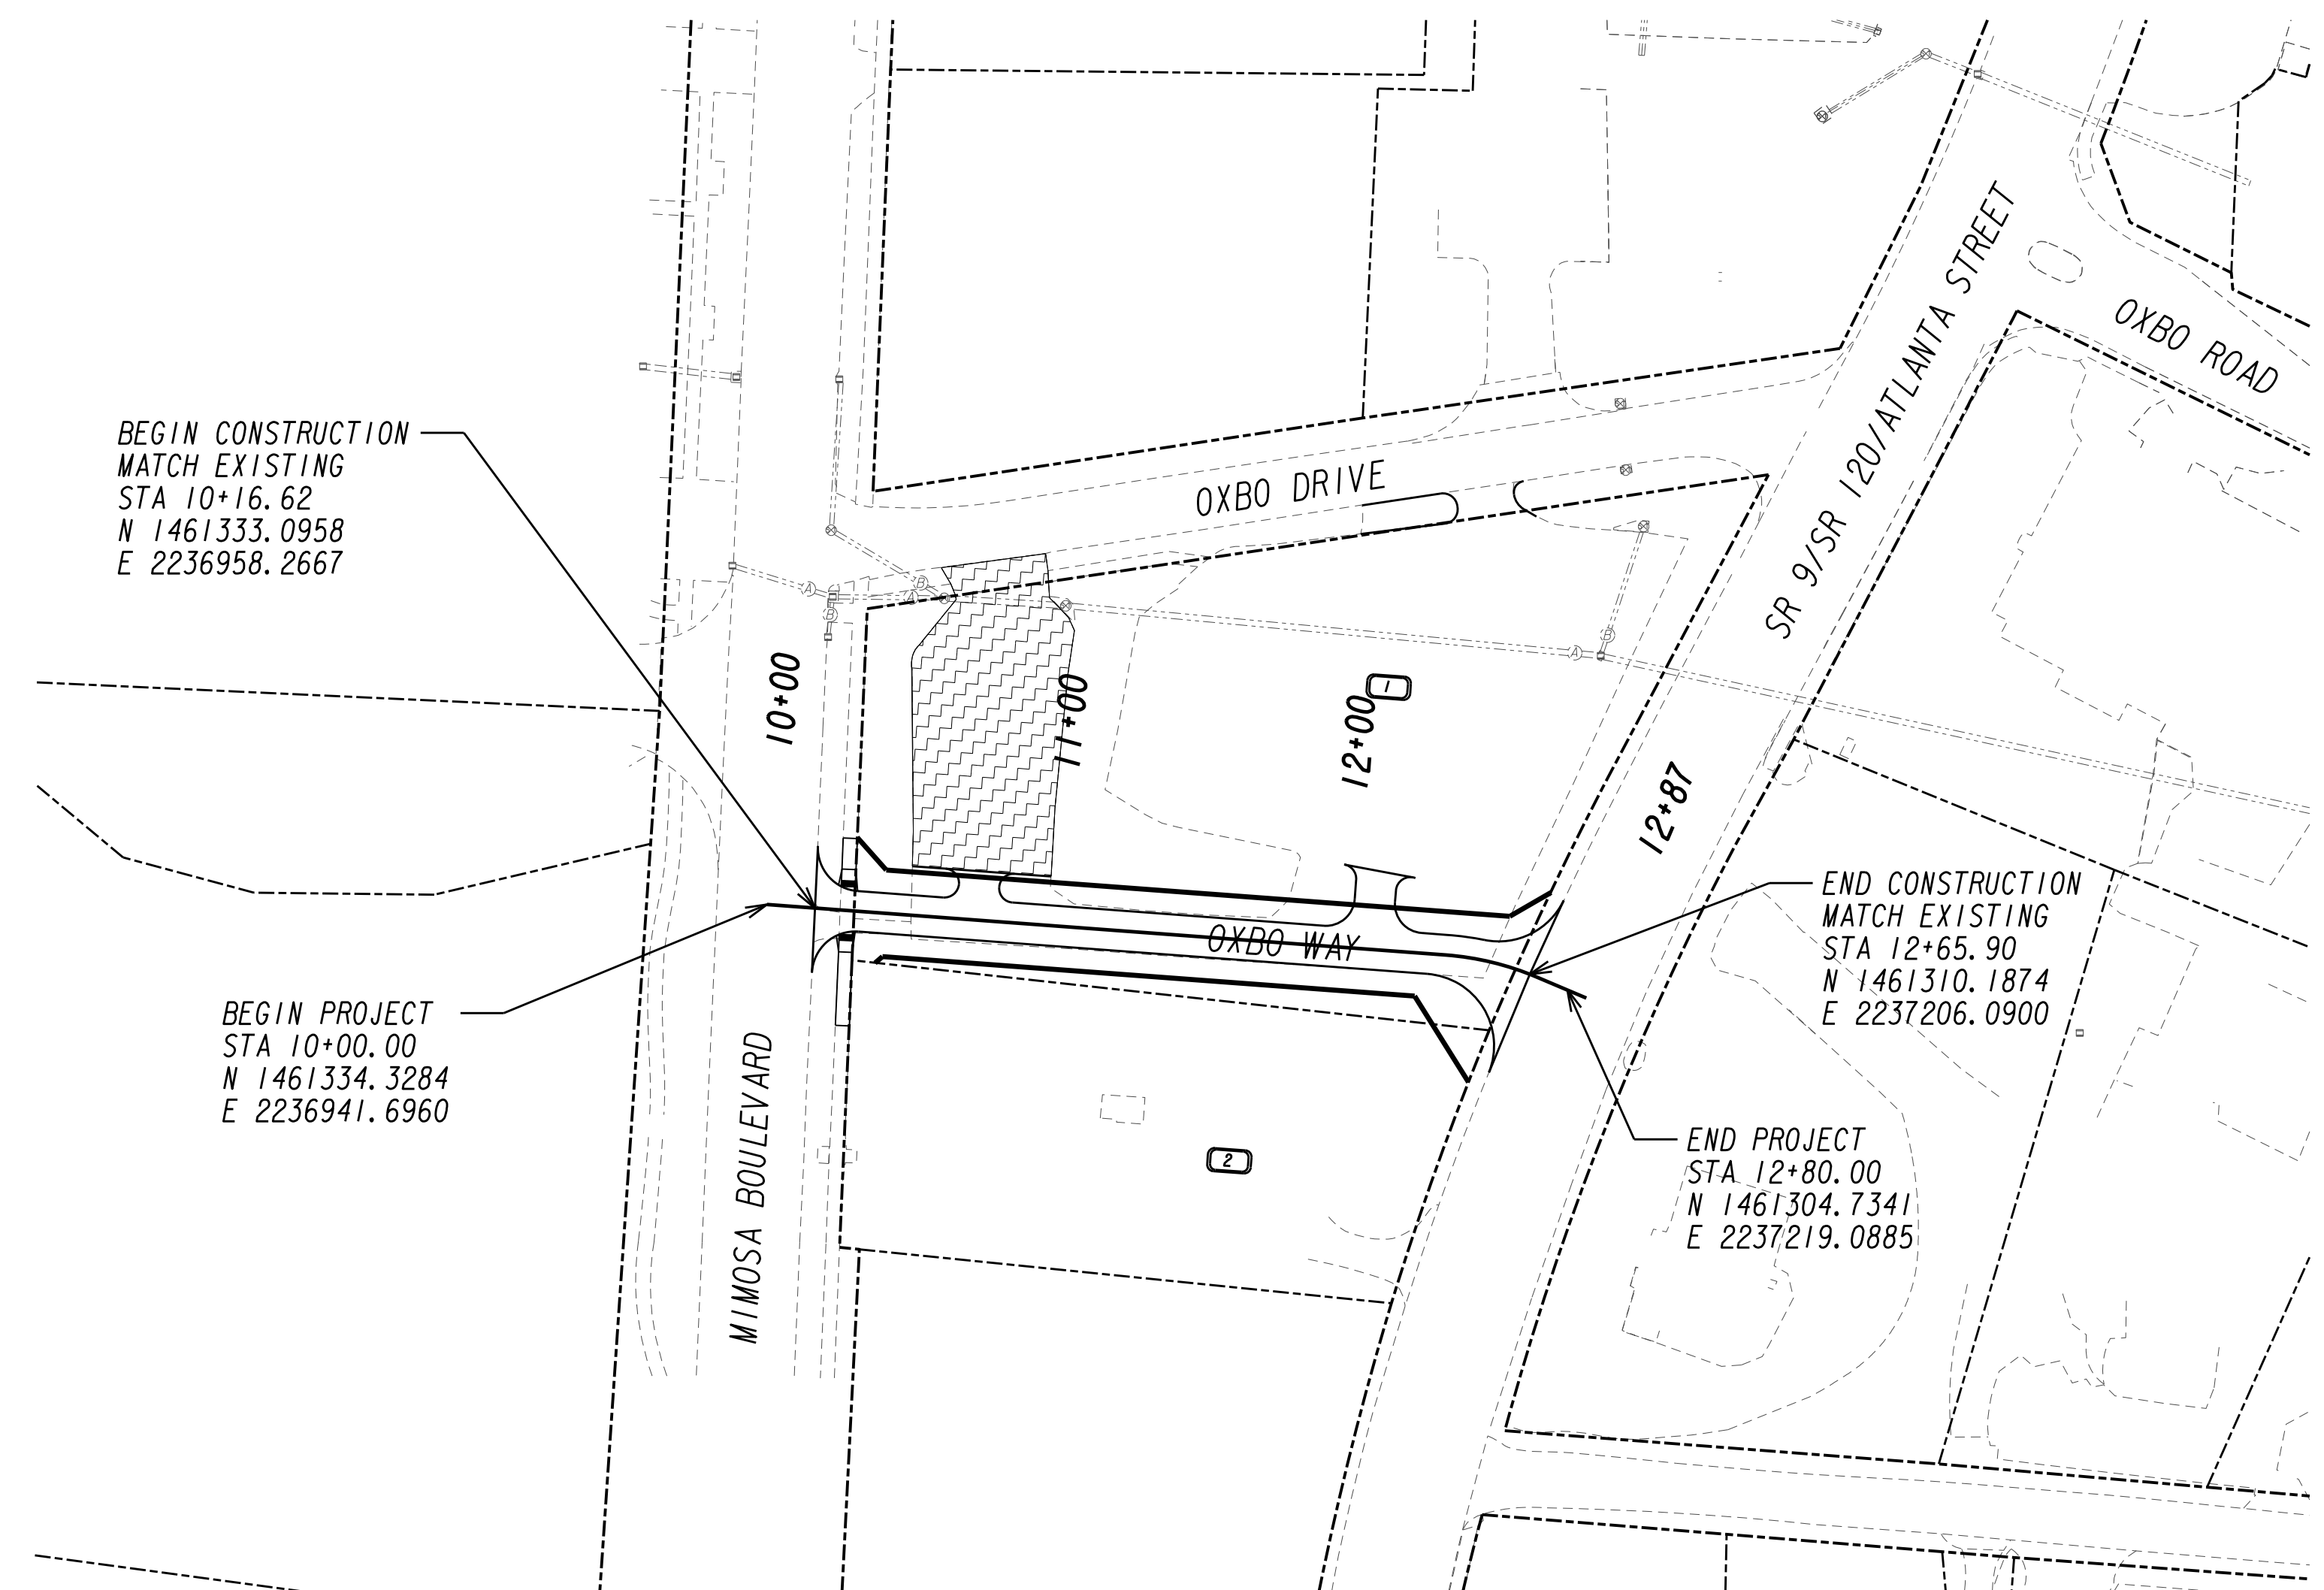 SR 9/SR 120/ATLANTA STREET
OXBO ROAD
BEGIN CONSTRUCTION
MATCH EXISTING
STA 10+16.62
N 1461333.0958
E 2236958.2667
OXBO DRIVE
A
A
B
B
B
A
10+00
11+00
12+00
1
12+87
END CONSTRUCTION
MATCH EXISTING
STA 12+65.90
N 1461310.1874
E 2237206.0900
OXBO WAY
BEGIN PROJECT
STA 10+00.00
N 1461334.3284
E 2236941.6960
MIMOSA BOULEVARD
2
END PROJECT
STA 12+80.00
N 1461304.7341
E 2237219.0885